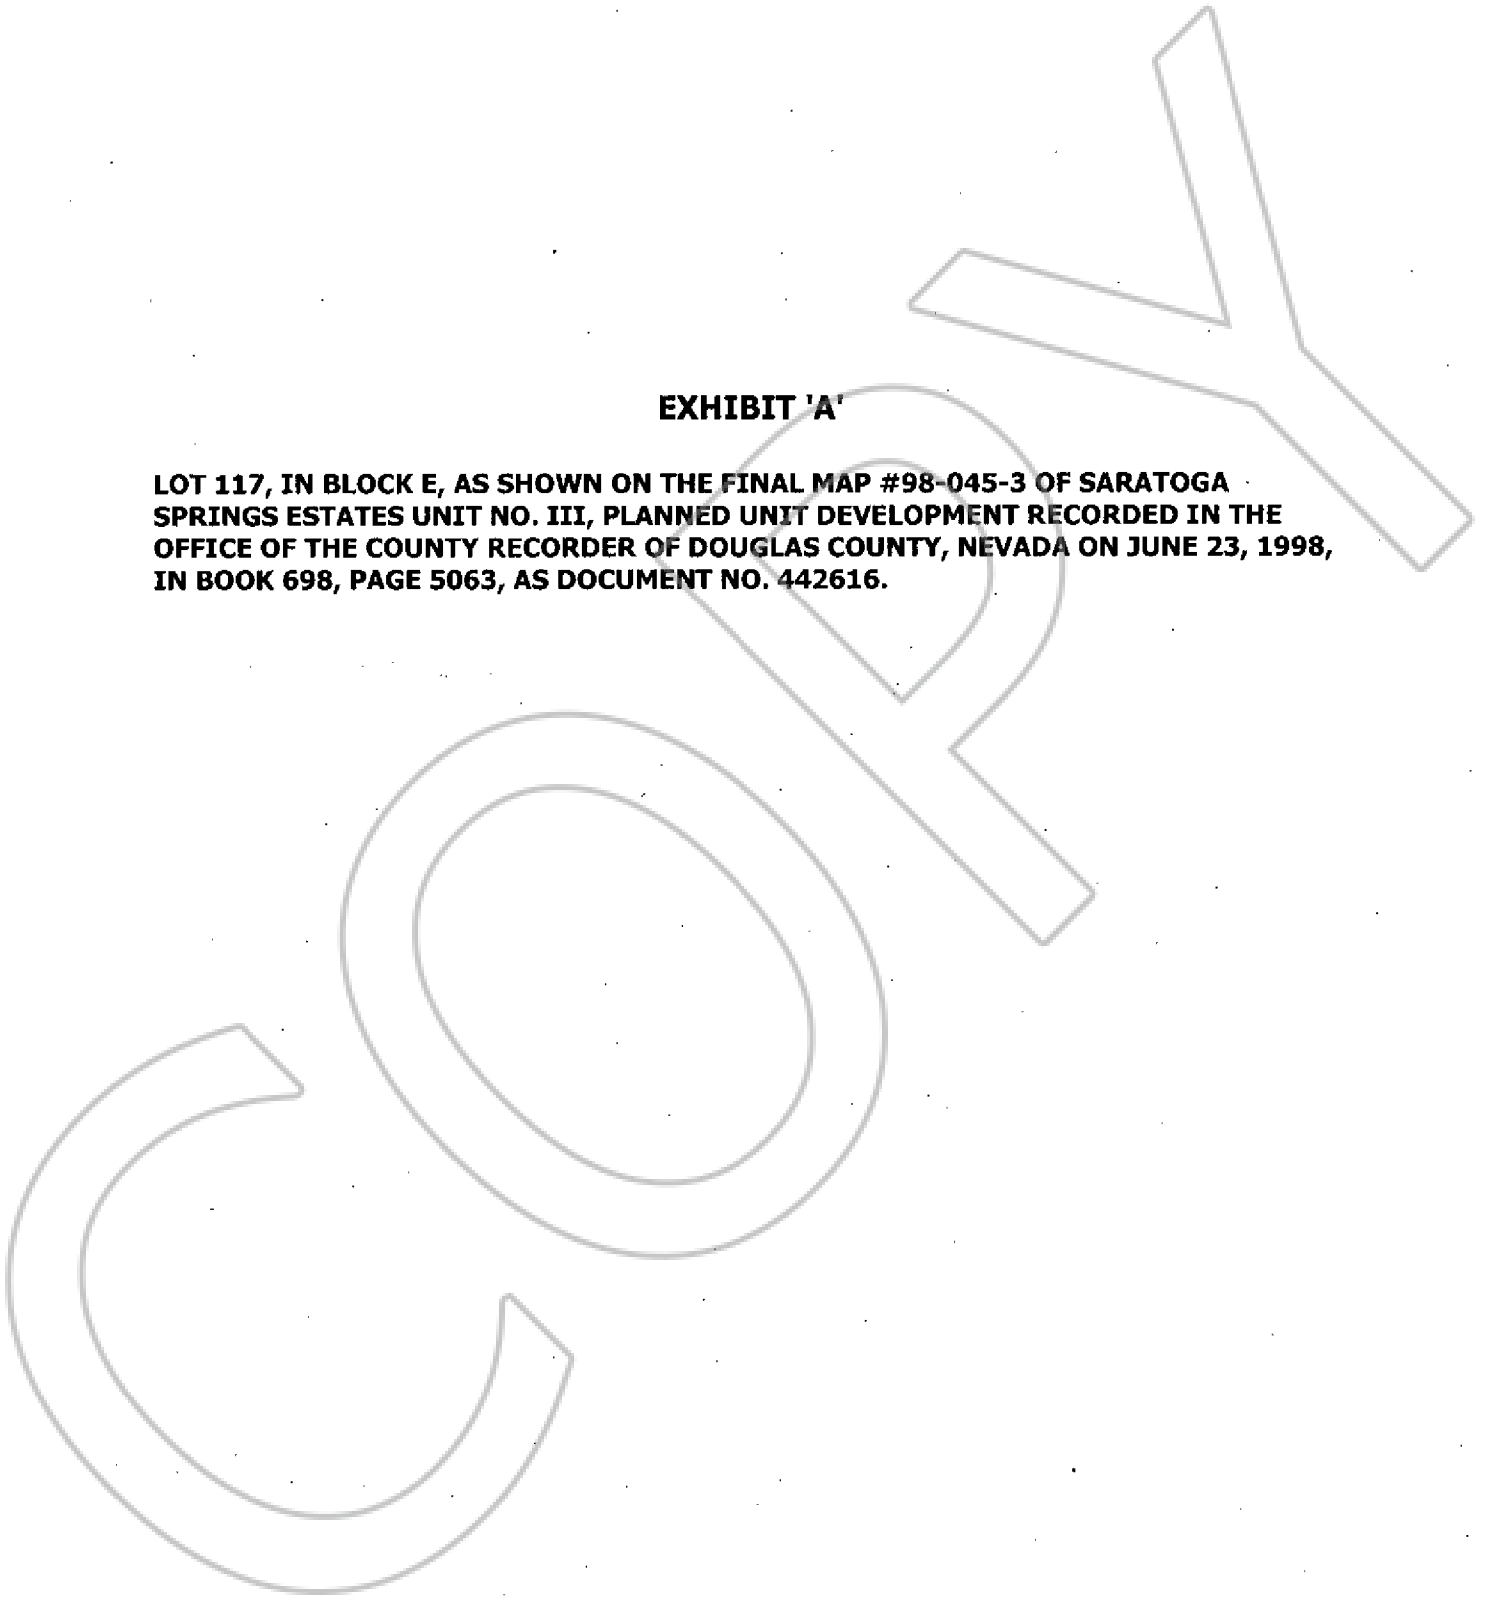 EXHIBIT 'A'
LOT 117, IN BLOCK E, AS SHOWN ON THE FINAL MAP #98-045-3 OF SARATOGA
SPRINGS ESTATES UNIT NO. III, PLANNED UNIT DEVELOPMENT RECORDED IN THE
OFFICE OF THE COUNTY RECORDER OF DOUGLAS COUNTY, NEVADA ON JUNE 23, 1998,
IN BOOK 698, PAGE 5063, AS DOCUMENT NO. 442616.
COPY